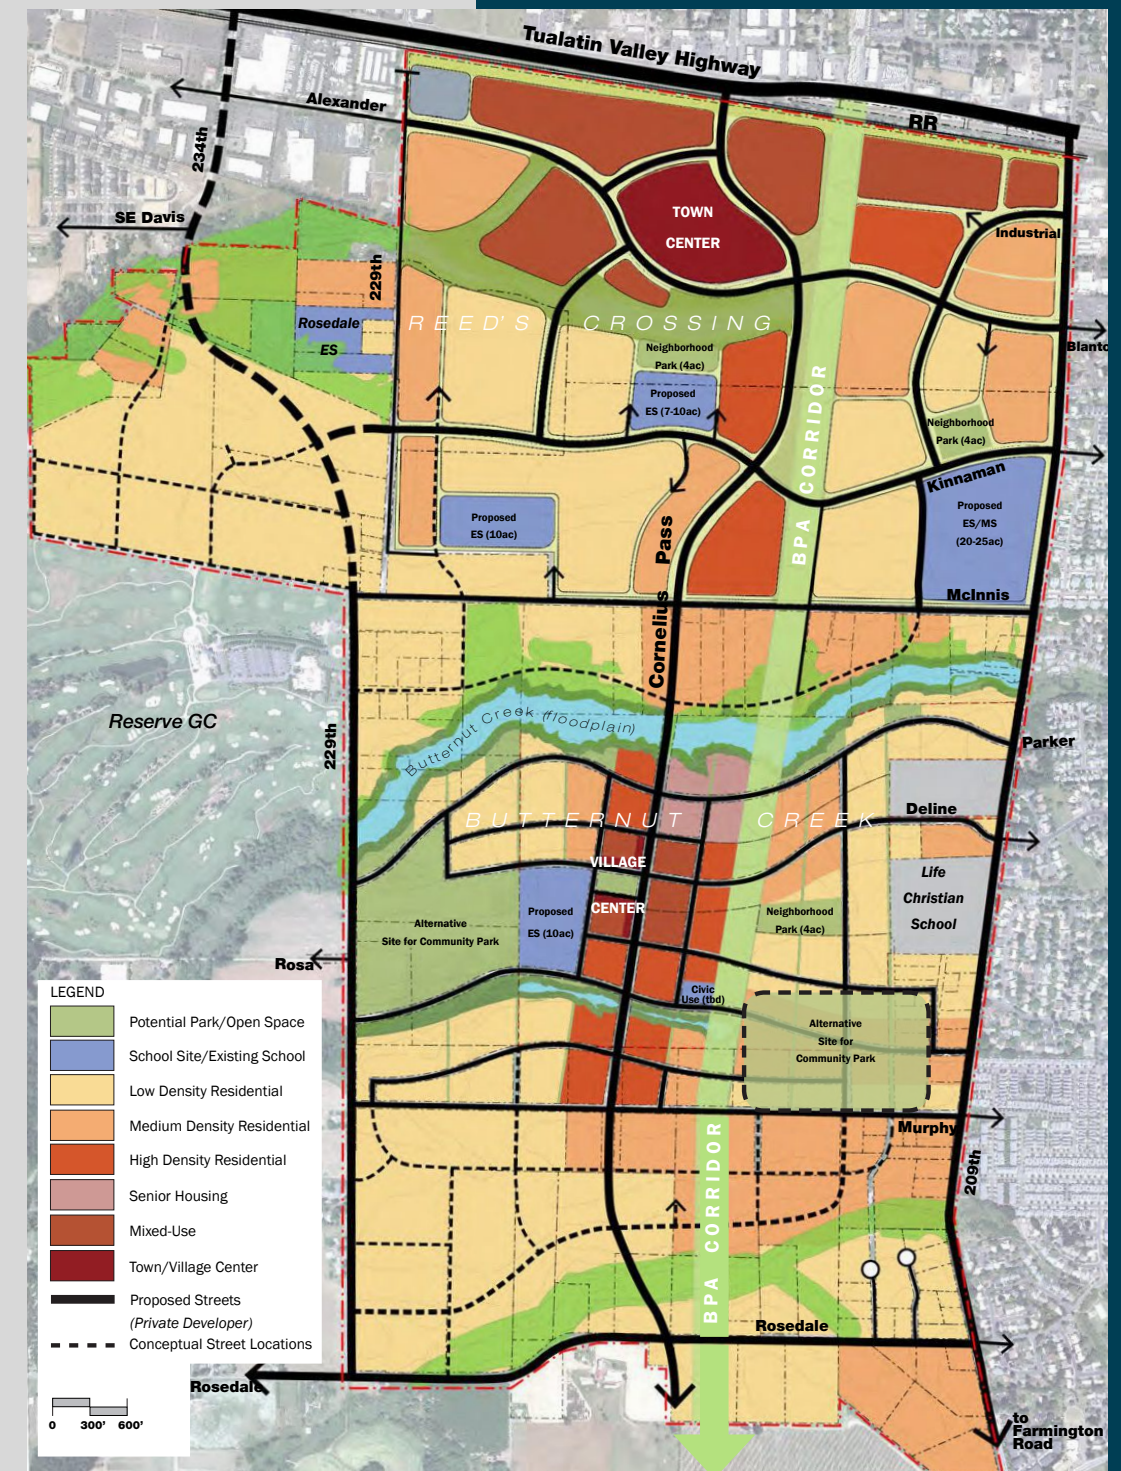 Tualatin Valley Highway
RR
Alexander
234th
SE Davis
229th
TOWN
CENTER
Industrial
Rosedale
ES
REED'S CROSSING
Neighborhood
Park (4ac)
Proposed
ES (7-10ac)
BPA CORRIDOR
Neighborhood
Park (4ac)
Kinnaman
Proposed
ES (10ac)
Proposed
ES/MS
(20-25ac)
Cornelius Pass
McInnis
Reserve GC
229th
Butternut Creek (floodplain)
Parker
Deline
BUTTERNUT CREEK
VILLAGE
CENTER
Life
Christian
School
Alternative
Site for Community Park
Proposed
ES (10ac)
Neighborhood
Park (4ac)
Rosa
Civic
Use (tbd)
Alternative
Site for
Community Park
Murphy
209th
BPA CORRIDOR
Rosedale
Rosedale
to
Farmington
Road
LEGEND
Potential Park/Open Space
School Site/Existing School
Low Density Residential
Medium Density Residential
High Density Residential
Senior Housing
Mixed-Use
Town/Village Center
Proposed Streets
(Private Developer)
Conceptual Street Locations
0 300' 600'